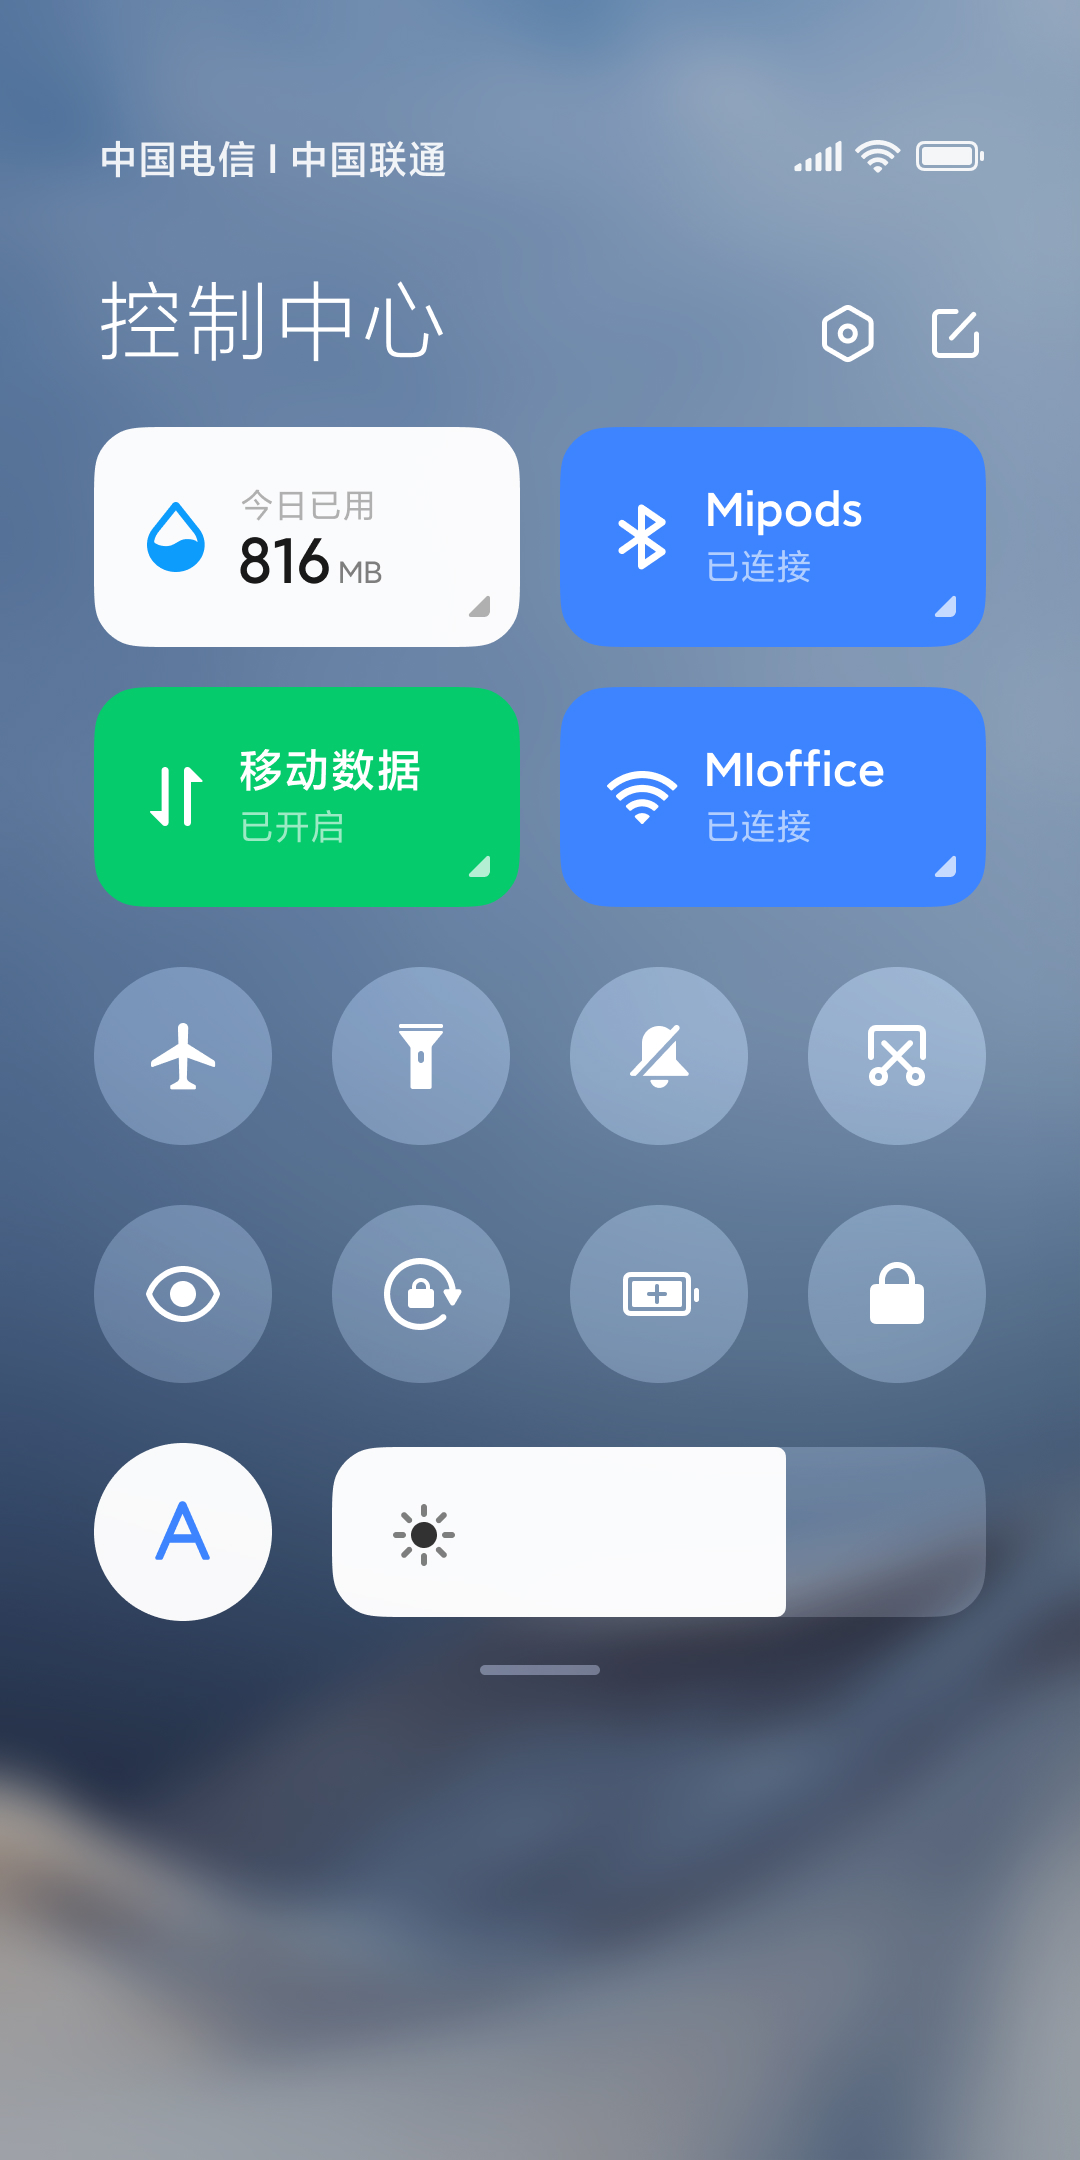 中国电信 | 中国联通
控制中心
今日已用
816 MB
Mipods
已连接
移动数据
已开启
MIoffice
已连接
A